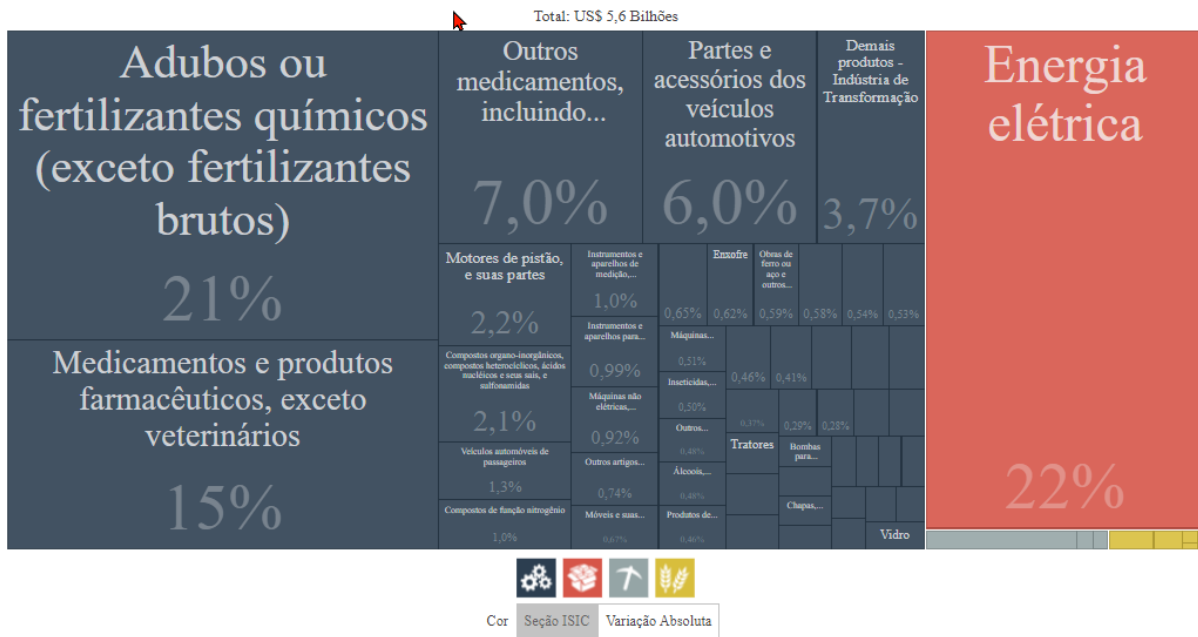 Total: US$ 5,6 Bilhões
Adubos ou
fertilizantes químicos
(exceto fertilizantes
brutos)
21%
Medicamentos e produtos
farmacêuticos, exceto
veterinários
15%
Outros
medicamentos,
incluindo...
7,0%
Partes e
acessórios dos
veículos
automotivos
6,0%
Demais
produtos -
Indústria de
Transformação
3,7%
Motores de pistão,
e suas partes
2,2%
Compostos organo-inorgânicos,
compostos heterocíclicos, ácidos
nucléicos e seus sais, e
sulfonamidas
2,1%
Veículos automóveis de
passageiros
1,3%
Compostos de função nitrogênio
1,0%
Instrumentos e
aparelhos de
medição,...
1,0%
Instrumentos e
aparelhos para...
0,99%
Máquinas não
elétricas,...
0,92%
Outros artigos...
0,74%
Móveis e suas...
0,67%
0,65%
Enxofre
0,62%
Obras de
ferro ou
aço e
outros...
0,59%
0,58%
0,54%
0,53%
Máquinas...
0,51%
Inseticidas,...
0,50%
Outros...
0,48%
Álcoois,...
0,48%
Produtos de...
0,46%
0,46%
0,41%
0,37%
0,29%
0,28%
Tratores
Bombas
para...
Chapas,...
Vidro
Energia
elétrica
22%
Cor
Seção ISIC
Variação Absoluta